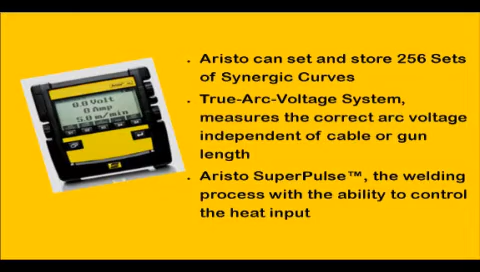 Aristo can set and store 256 Sets
of Synergic Curves
True-Arc-Voltage System,
measures the correct arc voltage
independent of cable or gun
length
Aristo SuperPulse™, the welding
process with the ability to control
the heat input
0.0 Volt
0 Amp
5.0 m/min